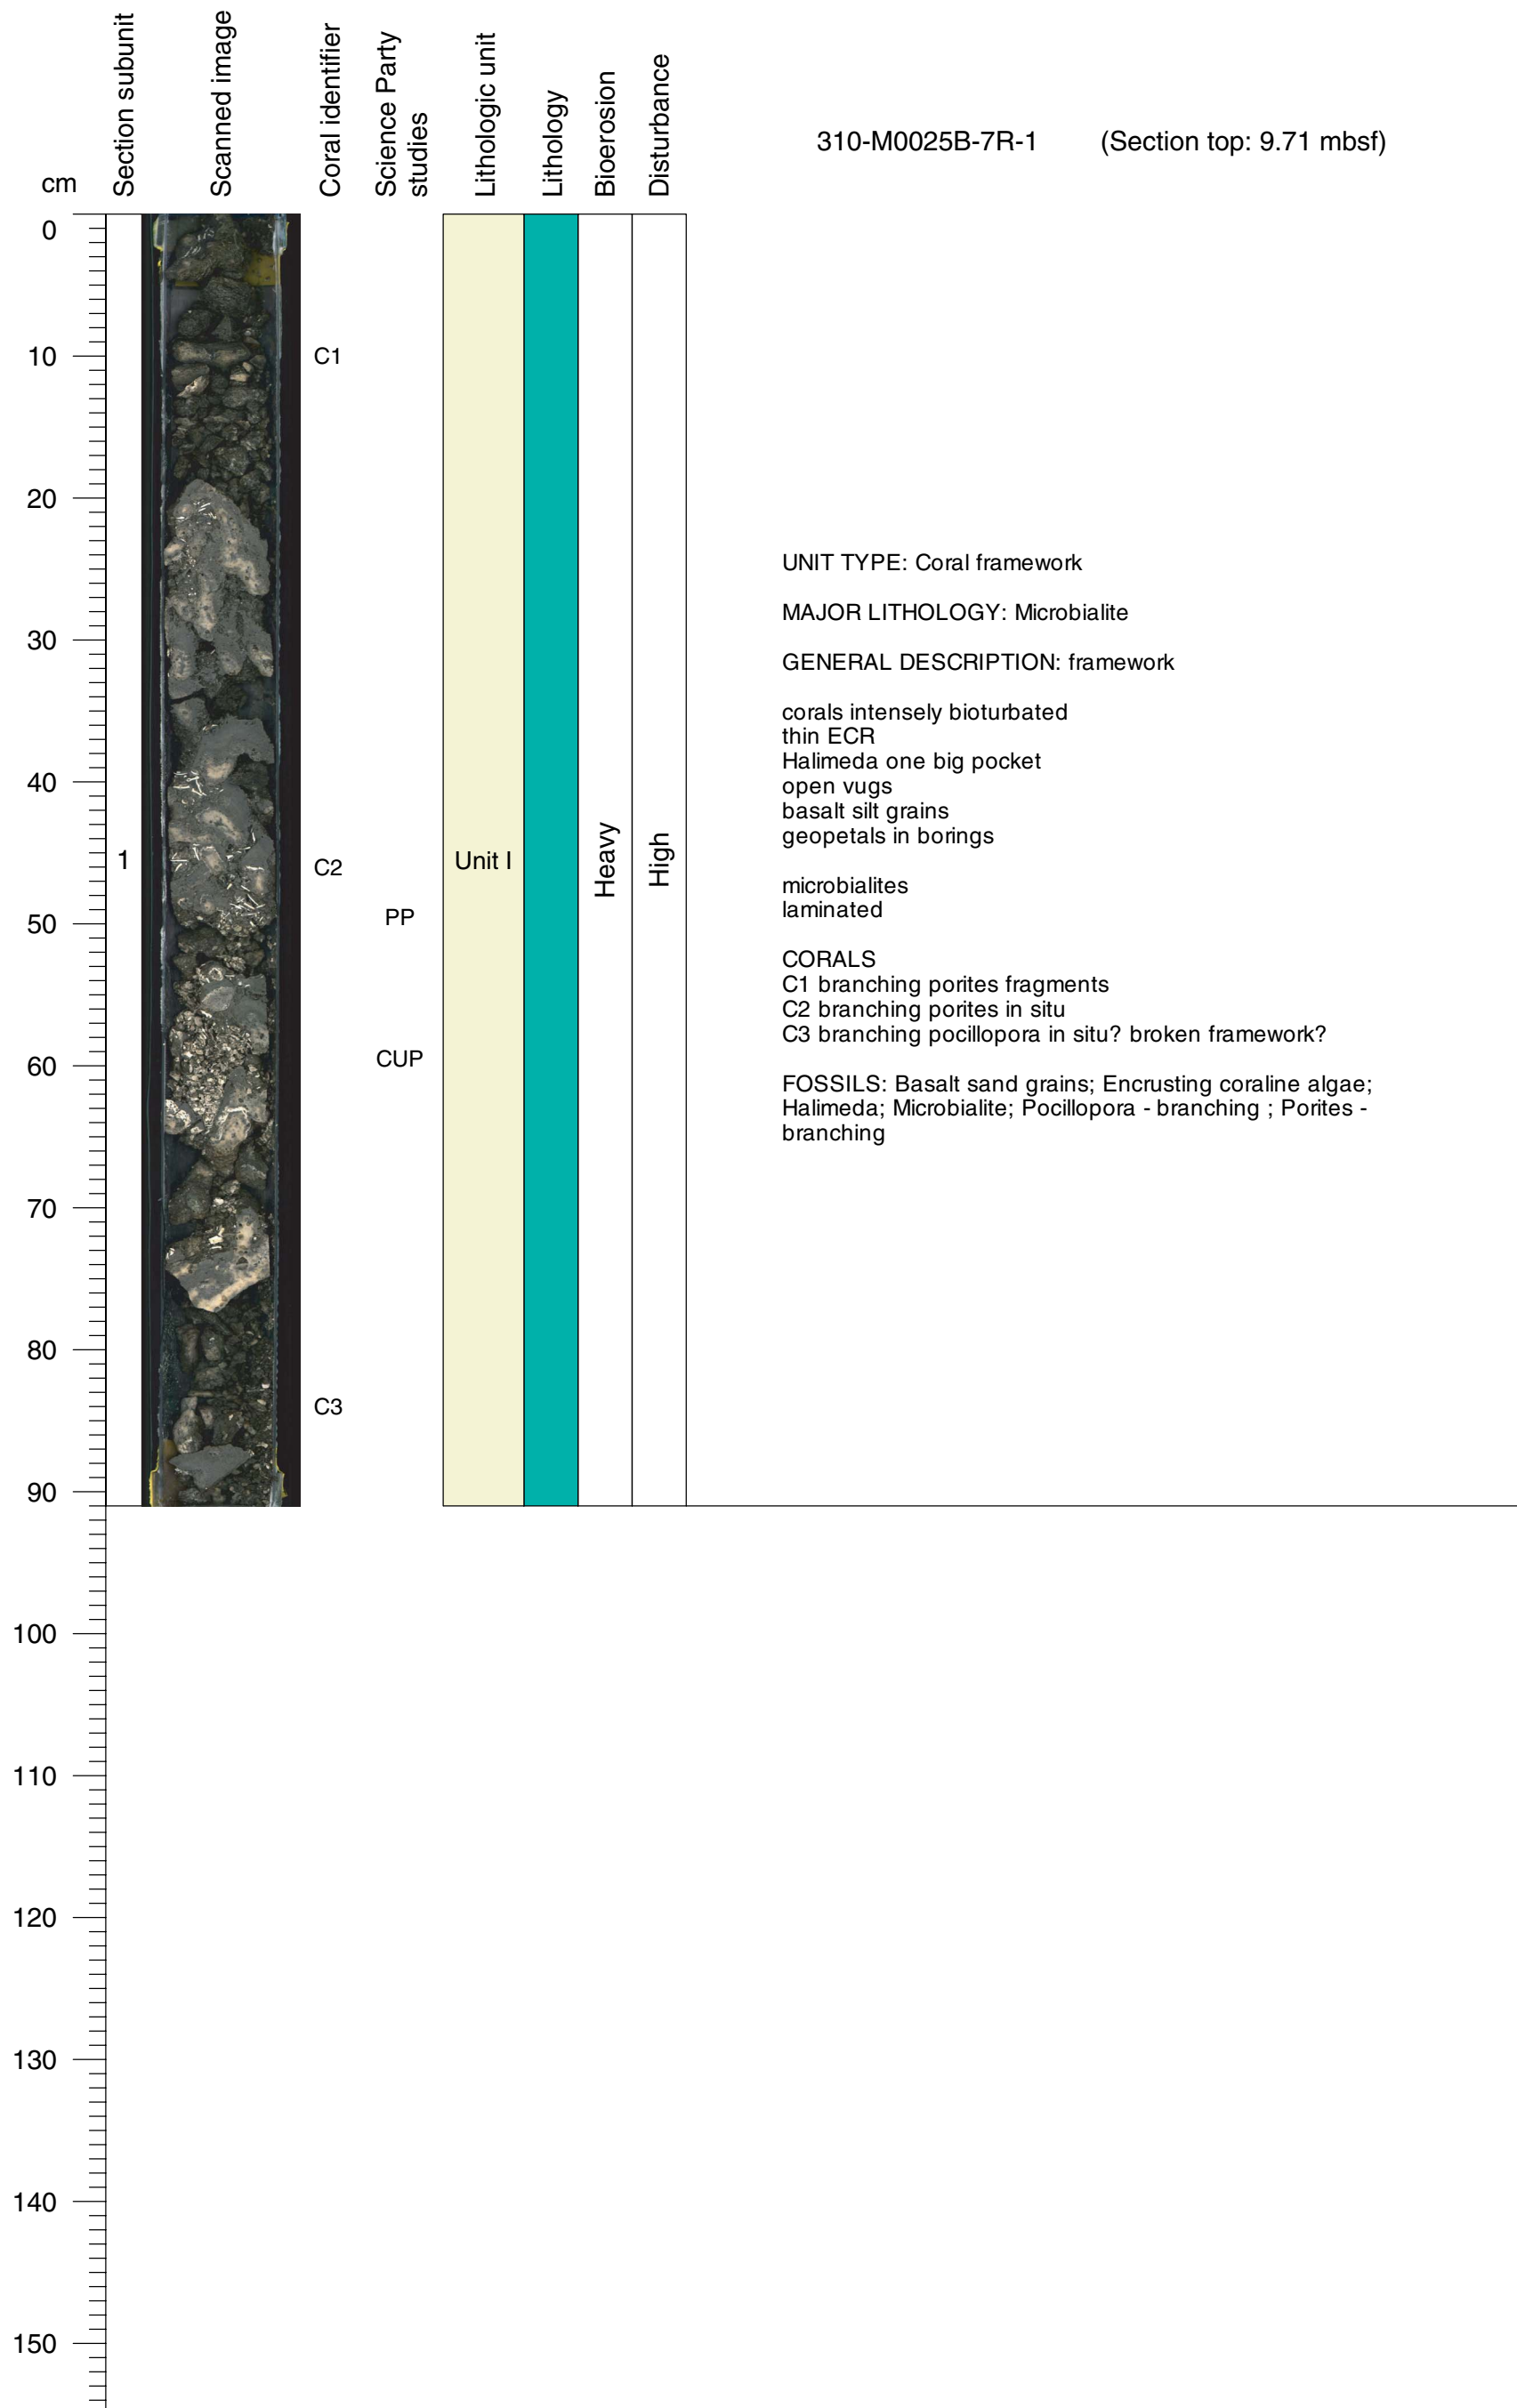 Section subunit
Scanned image
Coral identifier
Science Party
studies
Lithologic unit
Lithology
Bioerosion
Disturbance
310-M0025B-7R-1 (Section top: 9.71 mbsf)
cm
0
10
C1
20
UNIT TYPE: Coral framework
MAJOR LITHOLOGY: Microbialite
30
GENERAL DESCRIPTION: framework
corals intensely bioturbated
thin ECR
Halimeda one big pocket
40
open vugs
basalt silt grains
geopetals in borings
1
C2
Unit I
Heavy
High
microbialites
laminated
50
PP
CORALS
C1 branching porites fragments
C2 branching porites in situ
C3 branching pocillopora in situ? broken framework?
60
CUP
FOSSILS: Basalt sand grains; Encrusting coraline algae;
Halimeda; Microbialite; Pocillopora - branching ; Porites -
branching
70
80
C3
90
100
110
120
130
140
150